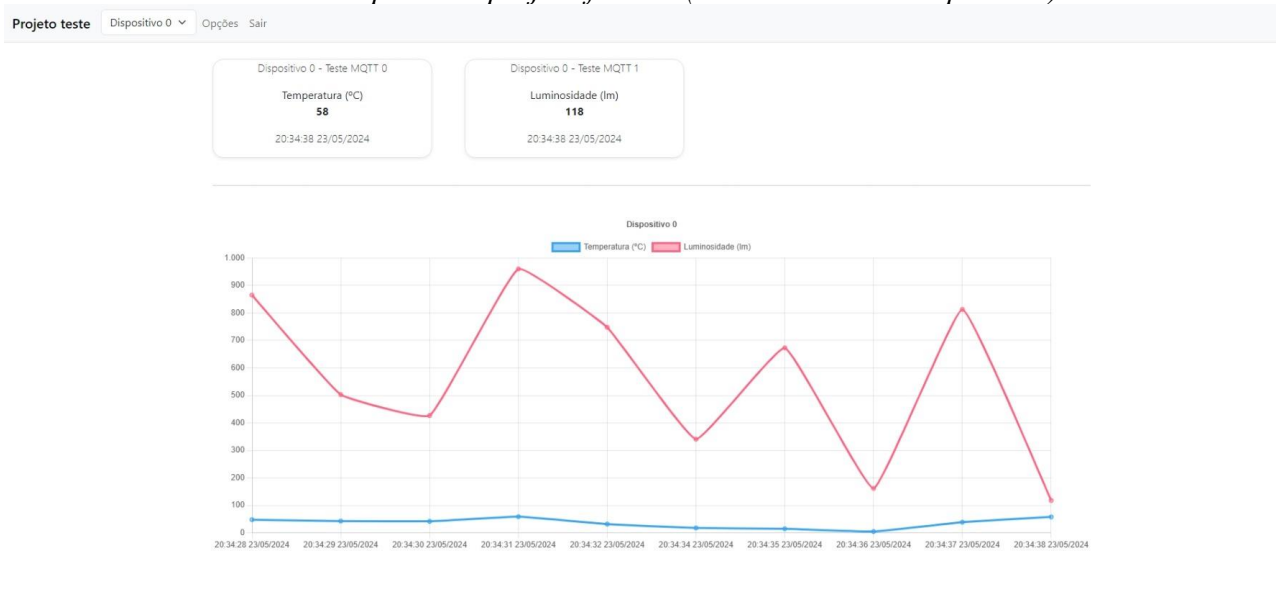 Projeto teste Dispositivo 0 Opções Sair
Dispositivo 0 - Teste MQTT 0
Temperatura (ºC)
58
20:34:38 23/05/2024
Dispositivo 0 - Teste MQTT 1
Luminosidade (lm)
118
20:34:38 23/05/2024
Dispositivo 0
Temperatura (ºC) Luminosidade (lm)
1.000
900
800
700
600
500
400
300
200
100
0
20:34:28 23/05/2024 20:34:29 23/05/2024 20:34:30 23/05/2024 20:34:31 23/05/2024 20:34:32 23/05/2024 20:34:34 23/05/2024 20:34:35 23/05/2024 20:34:36 23/05/2024 20:34:37 23/05/2024 20:34:38 23/05/2024